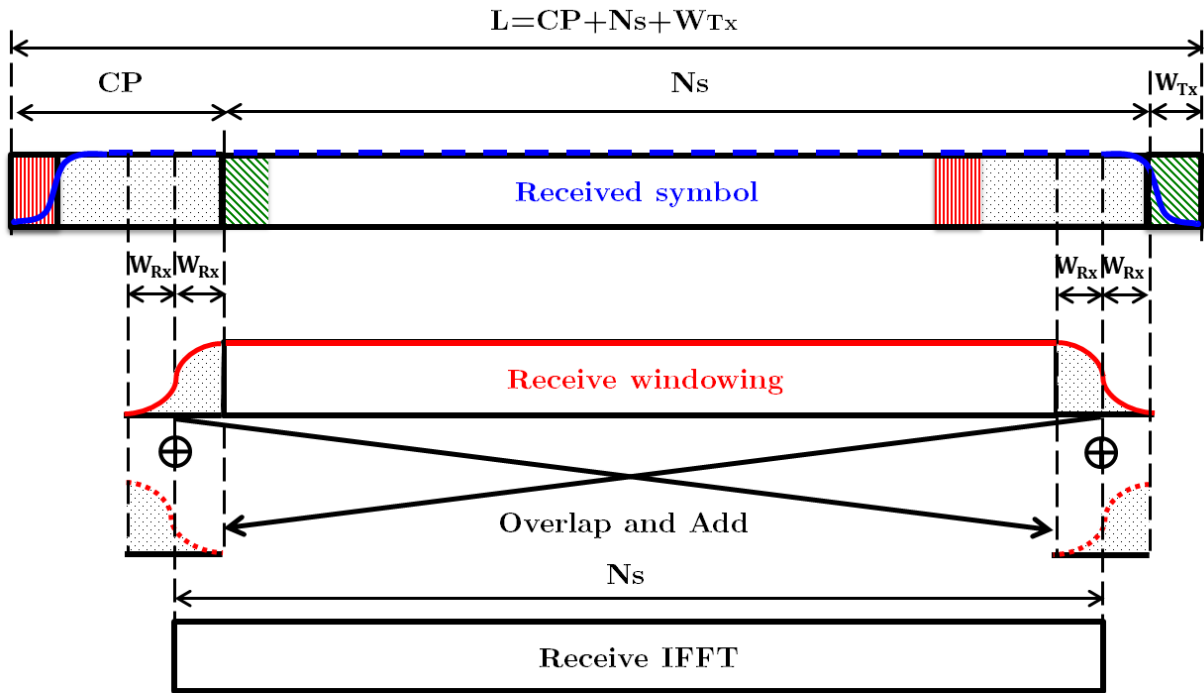 L=CP+Ns+WTx
CP
Ns
WTx
Received symbol
WRx
WRx
WRx
WRx
Receive windowing
Overlap and Add
Ns
Receive IFFT